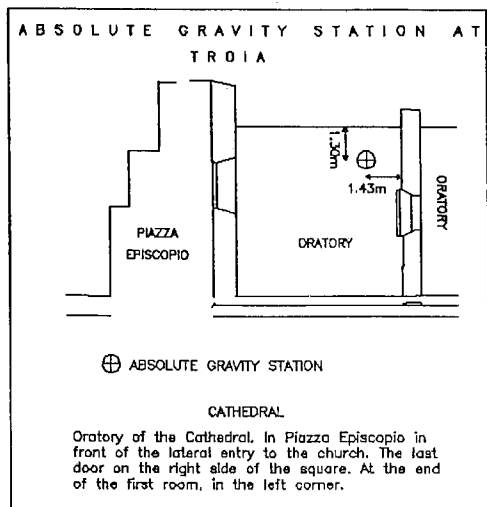 ABSOLUTE GRAVITY STATION AT
TROIA
1.30m
1.43m
ORATORY
PIAZZA
EPISCOPIO
ORATORY
ABSOLUTE GRAVITY STATION
CATHEDRAL
Oratory of the Cathedral. In Piazza Episcopio in
front of the lateral entry to the church. The last
door on the right side of the square. At the end
of the first room, in the left corner.